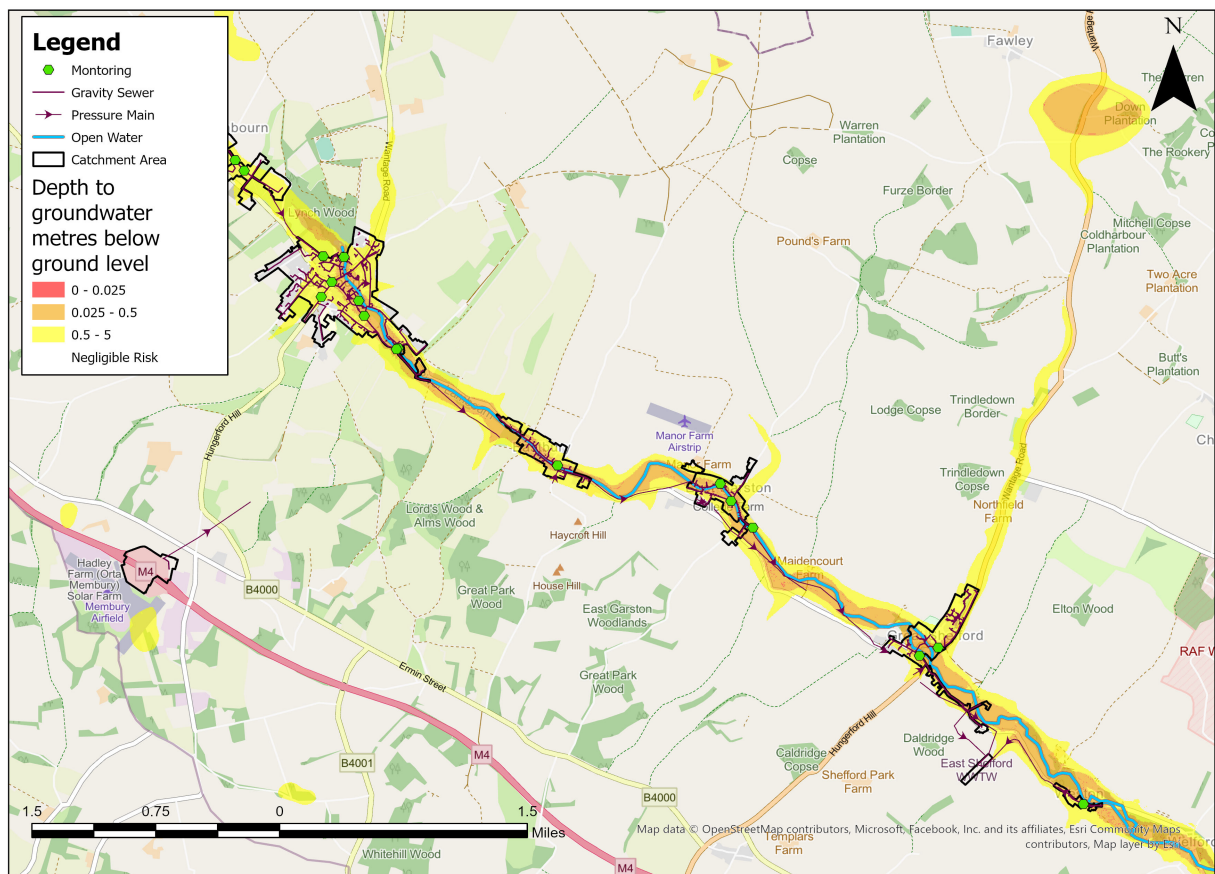 Legend
Montoring
Gravity Sewer
Pressure Main
Open Water
Catchment Area
Depth to
groundwater
metres below
ground level
0 - 0.025
0.025 - 0.5
0.5 - 5
Negligible Risk
N
Fawley
Wantage Road
Down
Plantation
The Rookery
Warren
Plantation
Copse
Furze Border
Mitchell Copse
Coldharbour
Plantation
Pound's Farm
Two Acre
Plantation
bourn
Wantage Road
Lynch Wood
Hungerford Hill
Butt's
Plantation
Trindledown
Border
Lodge Copse
Manor Farm
Airstrip
Farm
Wantage Road
Trindledown
Copse
Northfield
Farm
Lord's Wood &
Alms Wood
Haycroft Hill
Maidencourt
Farm
House Hill
Hadley
Farm (Orta
Membury)
Solar Farm
Membury
Airfield
M4
B4000
Great Park
Wood
East Garston
Woodlands
Elton Wood
RAF W
Ermin Street
Great Park
Wood
Hungerford Hill
Daldridge
Wood
Caldridge
Copse
East Shefford
WWTW
Shefford Park
Farm
M4
B4001
B4000
1.5
0.75
0
1.5
Miles
Templars
Farm
Whitehill Wood
M4
Map data © OpenStreetMap contributors, Microsoft, Facebook, Inc. and its affiliates, Esri Community Maps
contributors, Map layer by Esri